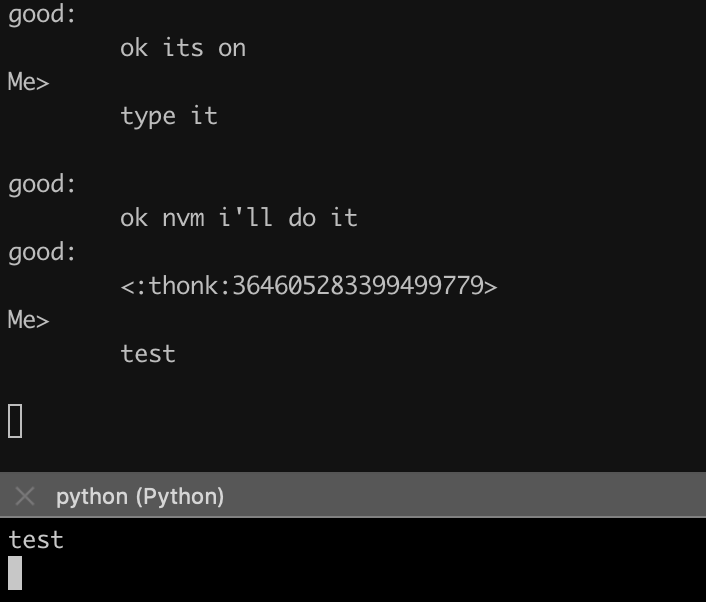 good:
ok its on
Me>
type it
good:
ok nvm i'll do it
good:
<:thonk:364605283399499779>
Me>
test
python (Python)
test